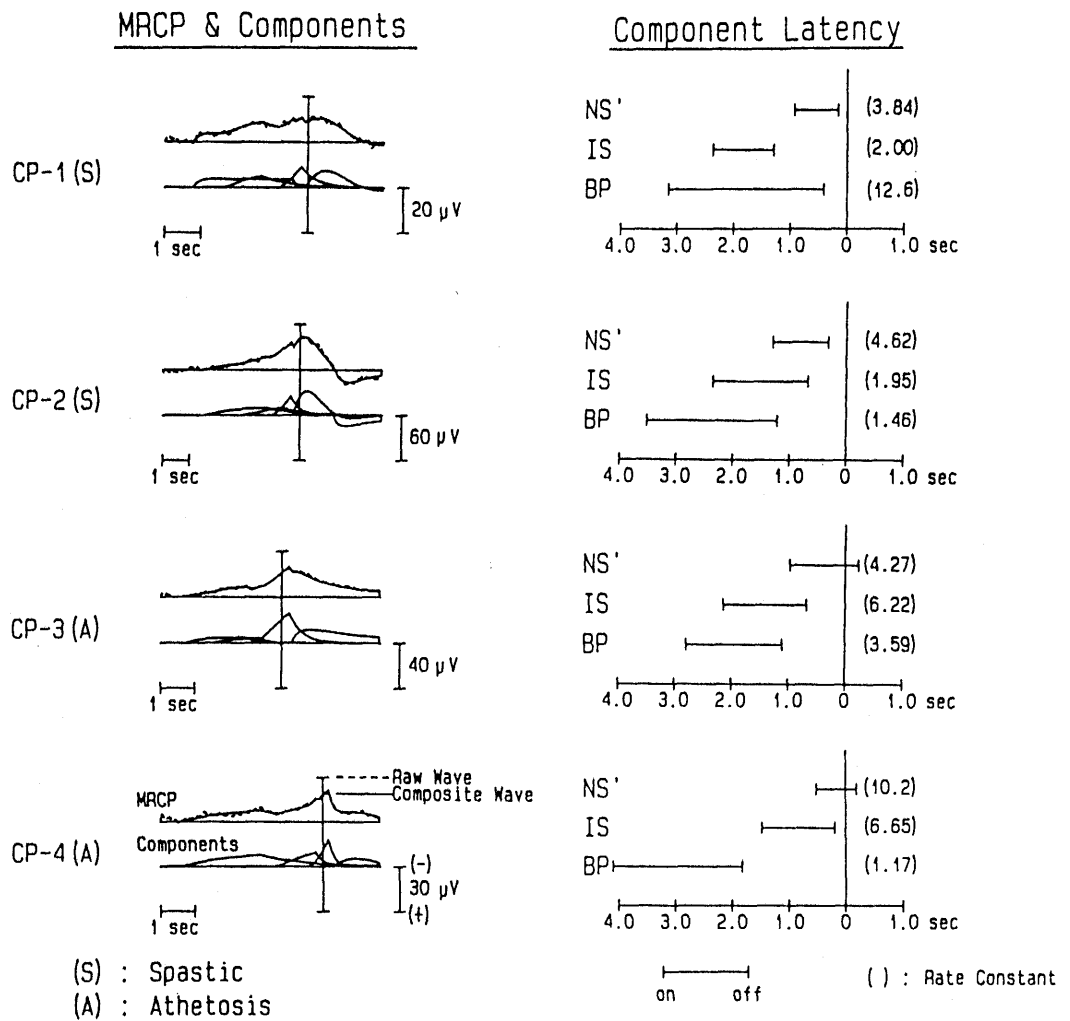 MRCP & Components
Component Latency
CP-1(S)
20 µV
1 sec
NS' (3.84)
IS (2.00)
BP (12.6)
4.0 3.0 2.0 1.0 0 1.0 sec
CP-2(S)
60 µV
1 sec
NS' (4.62)
IS (1.95)
BP (1.46)
4.0 3.0 2.0 1.0 0 1.0 sec
CP-3(A)
40 µV
1 sec
NS' (4.27)
IS (6.22)
BP (3.59)
4.0 3.0 2.0 1.0 0 1.0 sec
CP-4(A)
MRCP
Raw Wave
Composite Wave
Components
(-)
30 µV
(+)
1 sec
NS' (10.2)
IS (6.65)
BP (1.17)
4.0 3.0 2.0 1.0 0 1.0 sec
(S) : Spastic
(A) : Athetosis
on off
() : Rate Constant